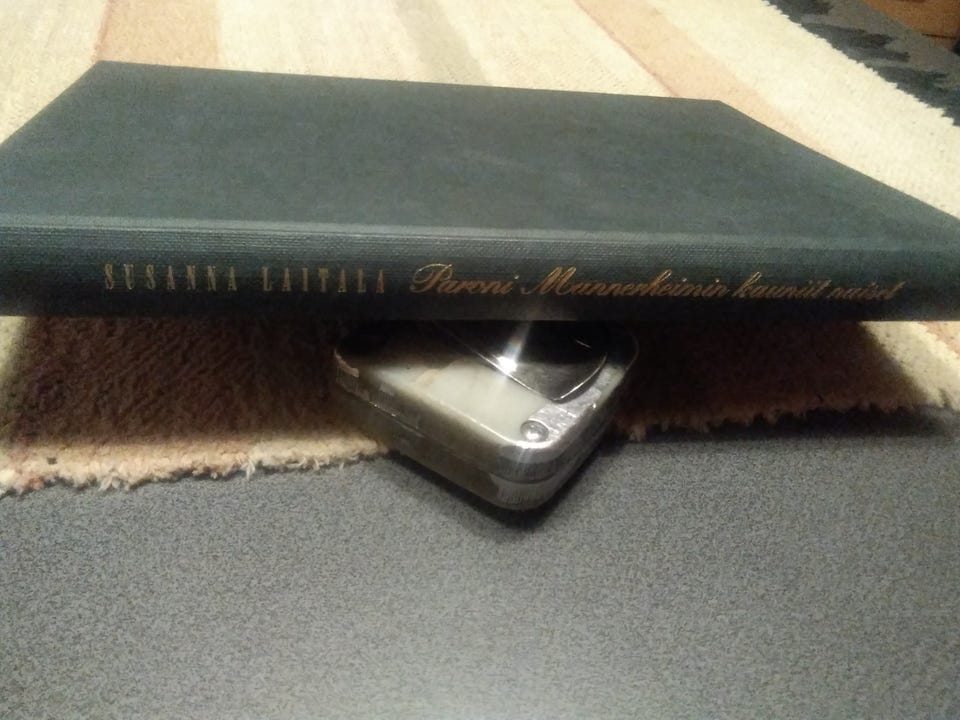 SUSANNA LAITALA Paroni Mannerheimin kauniit naiset